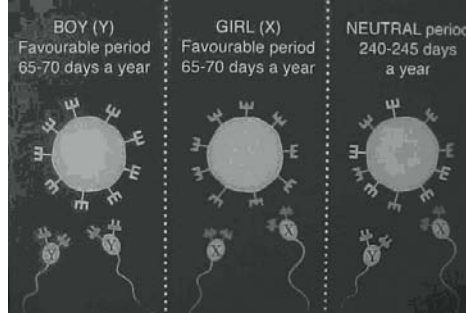 BOY (Y)
Favourable period
65-70 days a year
GIRL (X)
Favourable period
65-70 days a year
NEUTRAL period
240-245 days
a year
Y
Y
X
X
Y
X